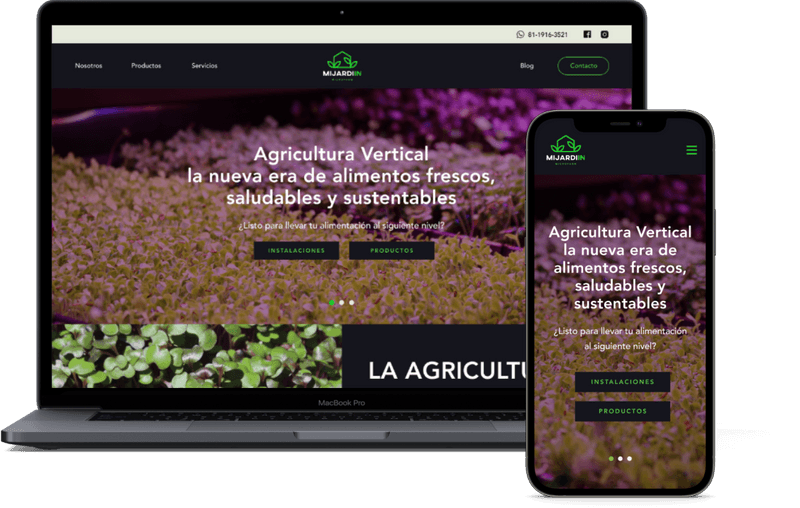 81-1916-3521
Nosotros
Productos
Servicios
MIJARDIIN
Blog
Contacto
Agricultura Vertical
la nueva era de alimentos frescos,
saludables y sustentables
¿Listo para llevar tu alimentación al siguiente nivel?
INSTALACIONES
PRODUCTOS
LA AGRICULTU
MacBook Pro
MIJARDIIN
Agricultura Vertical
la nueva era de
alimentos frescos,
saludables y
sustentables
¿Listo para llevar tu alimentación
al siguiente nivel?
INSTALACIONES
PRODUCTOS